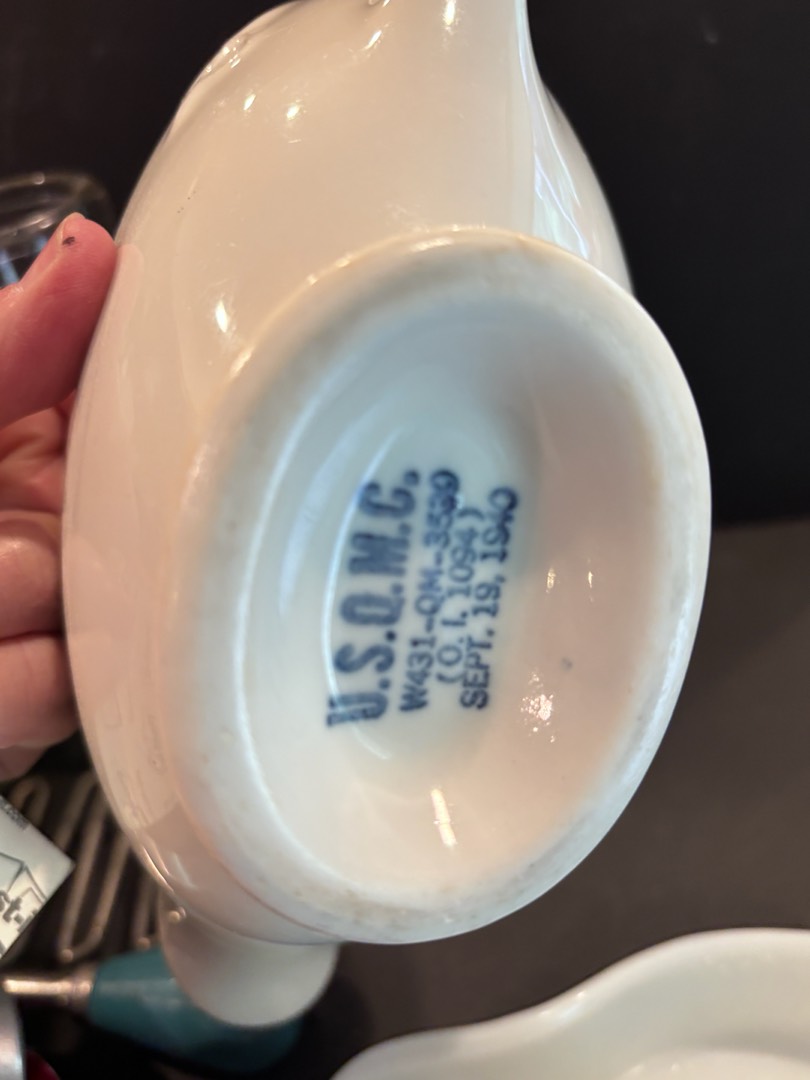 U.S.Q.M.C.
W431-QM-3539
(O.I. 1094)
SEPT. 19, 1940